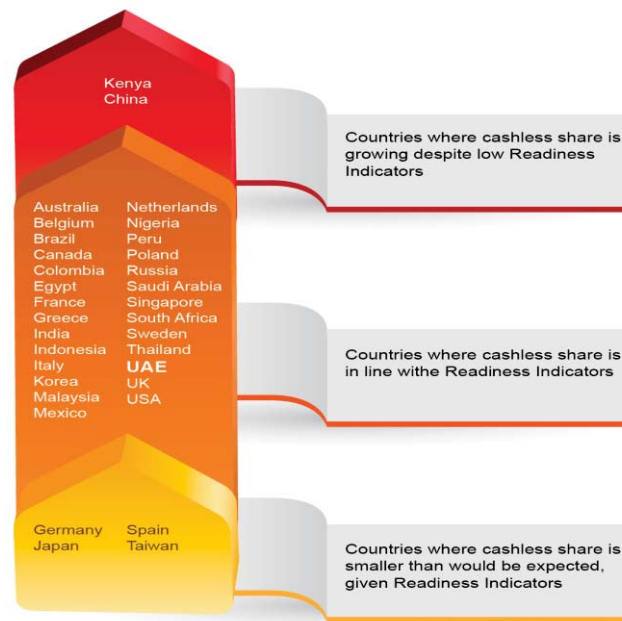 Kenya
China
Countries where cashless share is
growing despite low Readiness
Indicators
Australia
Belgium
Brazil
Canada
Colombia
Egypt
France
Greece
India
Indonesia
Italy
Korea
Malaysia
Mexico
Netherlands
Nigeria
Peru
Poland
Russia
Saudi Arabia
Singapore
South Africa
Sweden
Thailand
UAE
UK
USA
Countries where cashless share is
in line withe Readiness Indicators
Germany
Japan
Spain
Taiwan
Countries where cashless share is
smaller than would be expected,
given Readiness Indicators